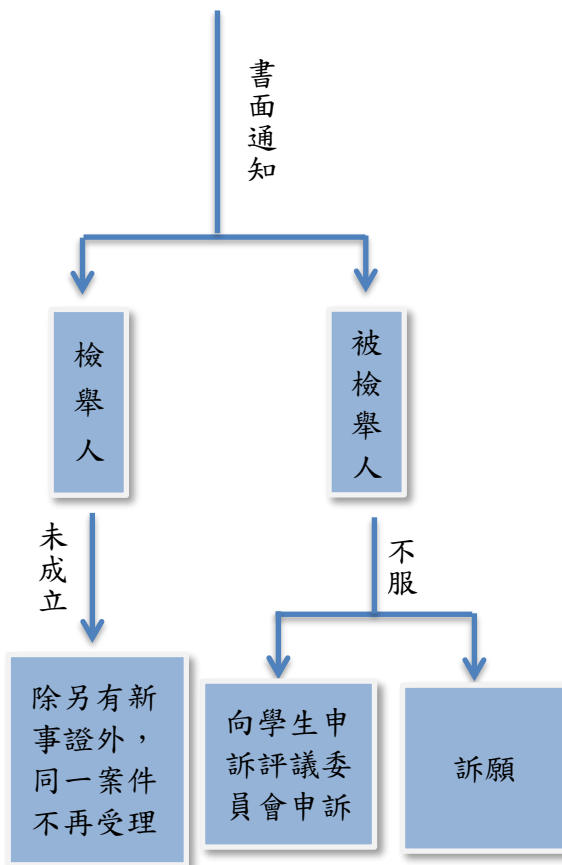 書面通知
檢舉人
被檢舉人
未成立
不服
除另有新
事證外，
同一案件
不再受理
向學生申
訴評議委
員會申訴
訴願